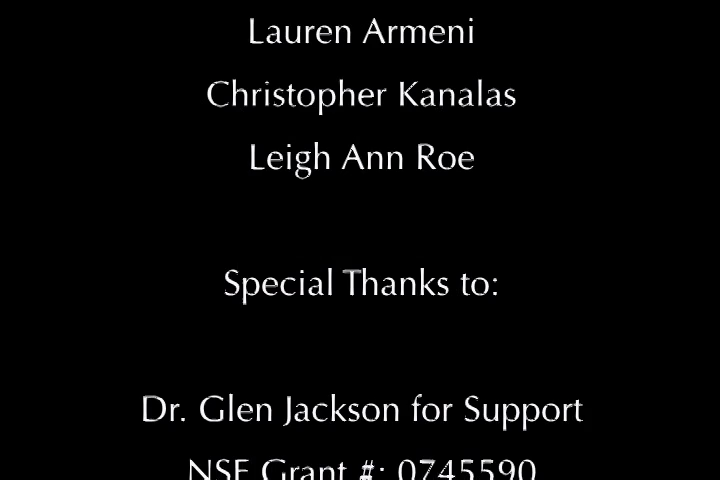 Lauren Armeni
Christopher Kanalas
Leigh Ann Roe
Special Thanks to:
Dr. Glen Jackson for Support
NSF Grant #: 0745590